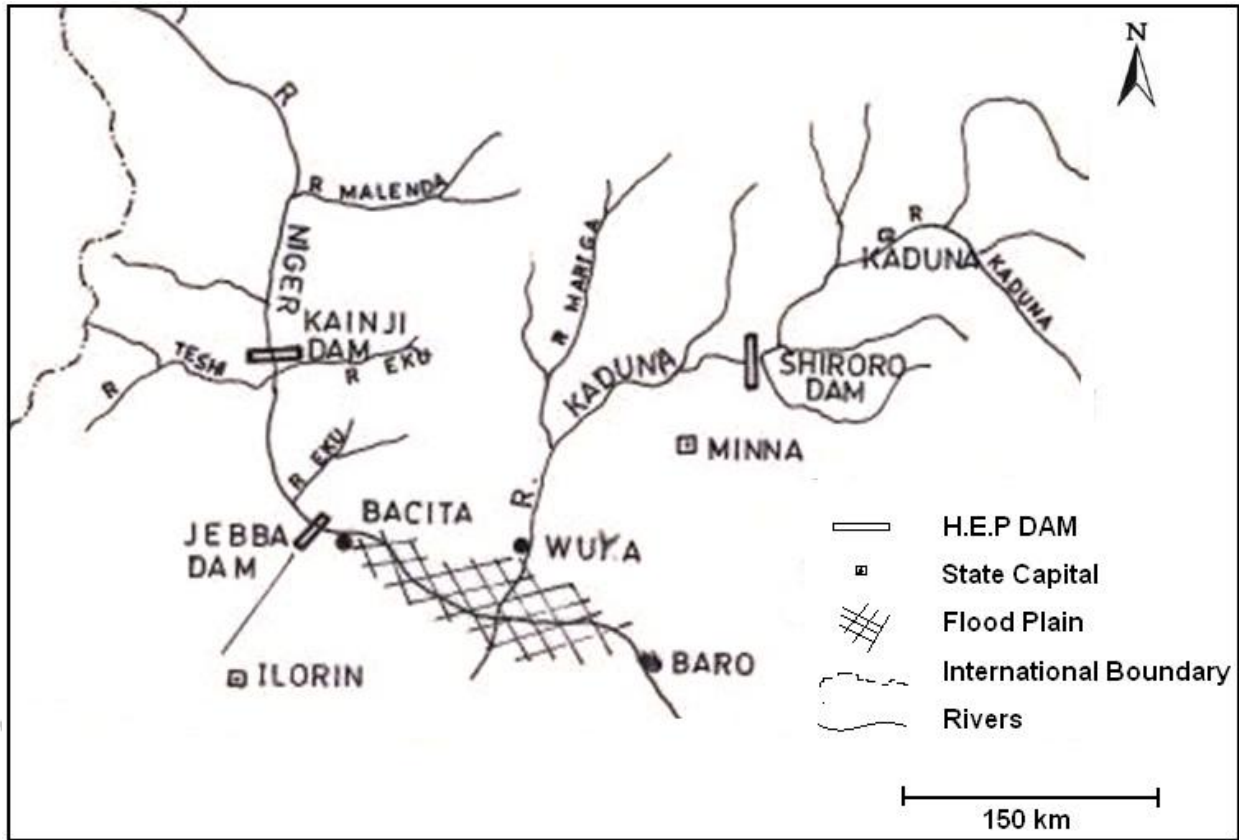 N
R
R MALENDA
NIGER
R MARIGA
R
KADUNA
KADUNA
KAINJI
DAM
TESHI
R
R EKU
KADUNA
SHIRORO
DAM
MINNA
R EKU
R.
BACITA
JEBBA
DAM
WUYA
ILORIN
BARO
H.E.P DAM
State Capital
Flood Plain
International Boundary
Rivers
150 km